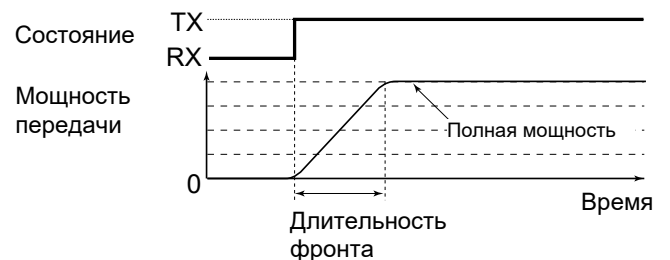 Состояние
TX
RX
Мощность
передачи
Полная мощность
0
Время
Длительность
фронта